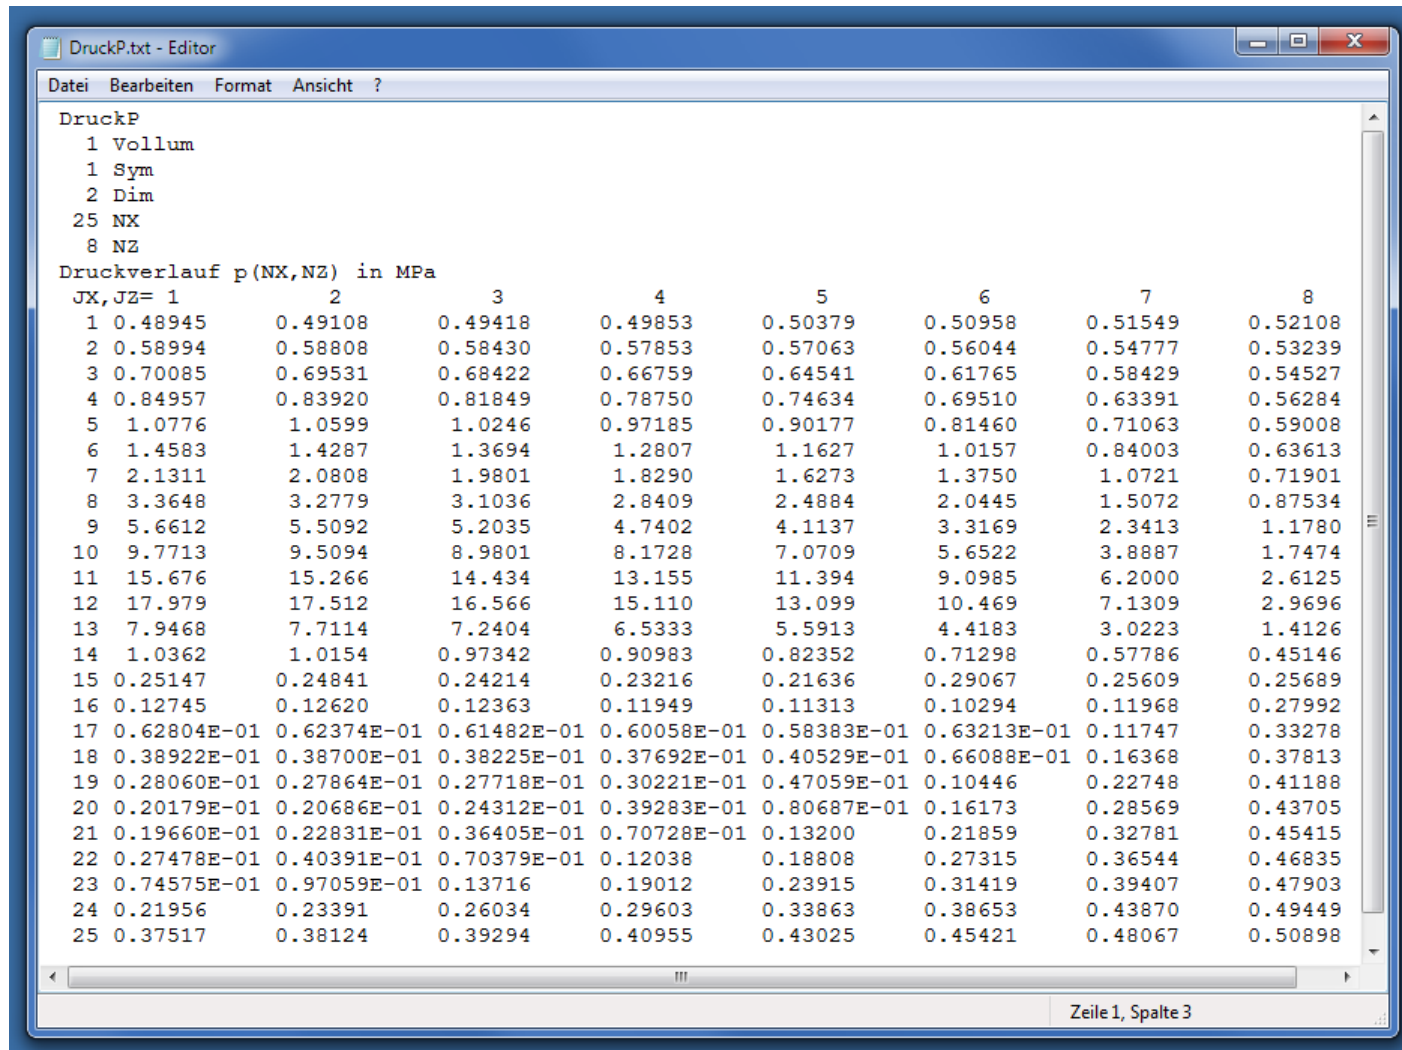 DruckP.txt - Editor
Datei Bearbeiten Format Ansicht ?
DruckP
1 Vollum
1 Sym
2 Dim
25 NX
8 NZ
Druckverlauf p(NX,NZ) in MPa
JX,JZ= 1 2 3 4 5 6 7 8
1 0.48945 0.49108 0.49418 0.49853 0.50379 0.50958 0.51549 0.52108
2 0.58994 0.58808 0.58430 0.57853 0.57063 0.56044 0.54777 0.53239
3 0.70085 0.69531 0.68422 0.66759 0.64541 0.61765 0.58429 0.54527
4 0.84957 0.83920 0.81849 0.78750 0.74634 0.69510 0.63391 0.56284
5 1.0776 1.0599 1.0246 0.97185 0.90177 0.81460 0.71063 0.59008
6 1.4583 1.4287 1.3694 1.2807 1.1627 1.0157 0.84003 0.63613
7 2.1311 2.0808 1.9801 1.8290 1.6273 1.3750 1.0721 0.71901
8 3.3648 3.2779 3.1036 2.8409 2.4884 2.0445 1.5072 0.87534
9 5.6612 5.5092 5.2035 4.7402 4.1137 3.3169 2.3413 1.1780
10 9.7713 9.5094 8.9801 8.1728 7.0709 5.6522 3.8887 1.7474
11 15.676 15.266 14.434 13.155 11.394 9.0985 6.2000 2.6125
12 17.979 17.512 16.566 15.110 13.099 10.469 7.1309 2.9696
13 7.9468 7.7114 7.2404 6.5333 5.5913 4.4183 3.0223 1.4126
14 1.0362 1.0154 0.97342 0.90983 0.82352 0.71298 0.57786 0.45146
15 0.25147 0.24841 0.24214 0.23216 0.21636 0.29067 0.25609 0.25689
16 0.12745 0.12620 0.12363 0.11949 0.11313 0.10294 0.11968 0.27992
17 0.62804E-01 0.62374E-01 0.61482E-01 0.60058E-01 0.58383E-01 0.63213E-01 0.11747 0.33278
18 0.38922E-01 0.38700E-01 0.38225E-01 0.37692E-01 0.40529E-01 0.66088E-01 0.16368 0.37813
19 0.28060E-01 0.27864E-01 0.27718E-01 0.30221E-01 0.47059E-01 0.10446 0.22748 0.41188
20 0.20179E-01 0.20686E-01 0.24312E-01 0.39283E-01 0.80687E-01 0.16173 0.28569 0.43705
21 0.19660E-01 0.22831E-01 0.36405E-01 0.70728E-01 0.13200 0.21859 0.32781 0.45415
22 0.27478E-01 0.40391E-01 0.70379E-01 0.12038 0.18808 0.27315 0.36544 0.46835
23 0.74575E-01 0.97059E-01 0.13716 0.19012 0.23915 0.31419 0.39407 0.47903
24 0.21956 0.23391 0.26034 0.29603 0.33863 0.38653 0.43870 0.49449
25 0.37517 0.38124 0.39294 0.40955 0.43025 0.45421 0.48067 0.50898
Zeile 1, Spalte 3